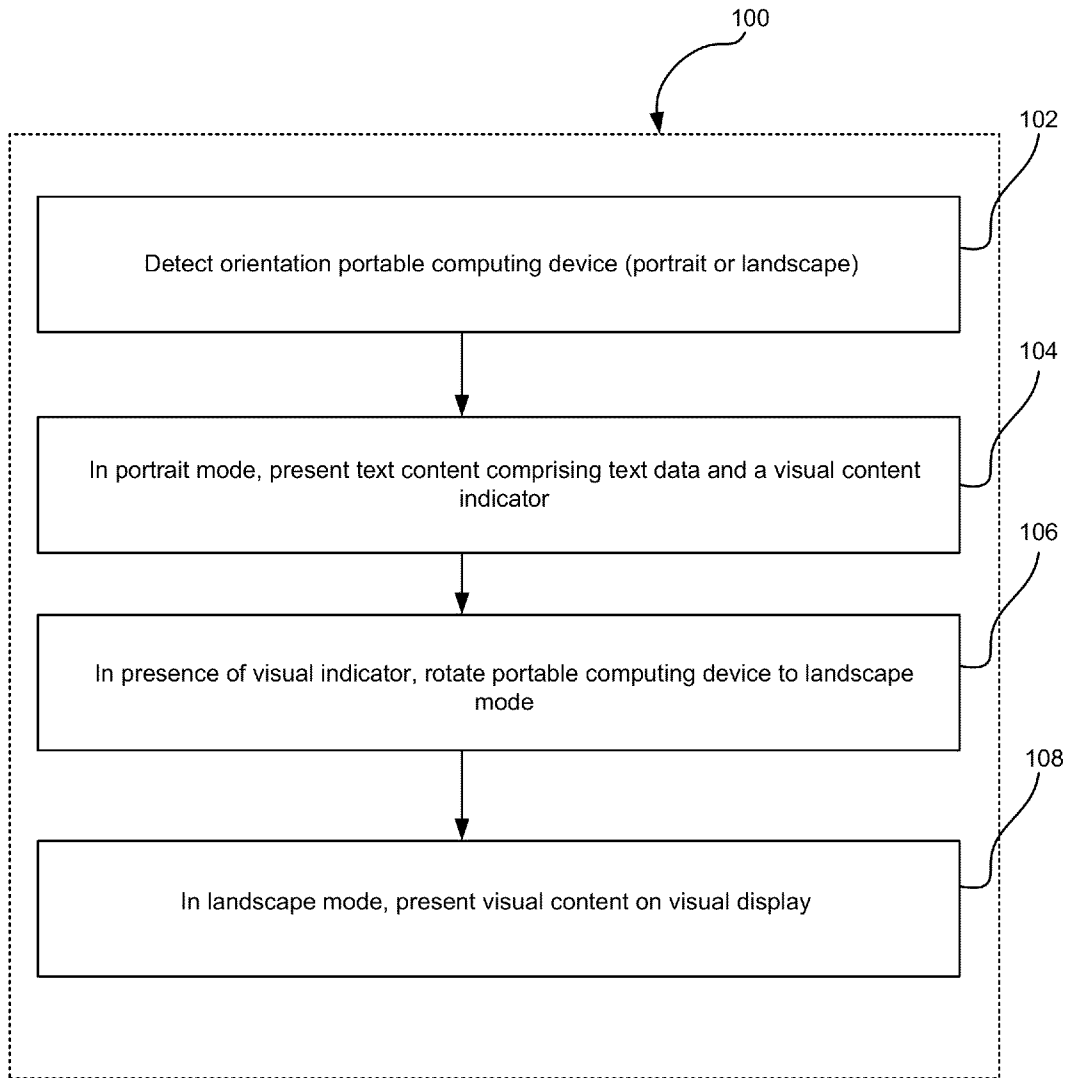 100
102
Detect orientation portable computing device (portrait or landscape)
104
In portrait mode, present text content comprising text data and a visual content
indicator
106
In presence of visual indicator, rotate portable computing device to landscape
mode
108
In landscape mode, present visual content on visual display